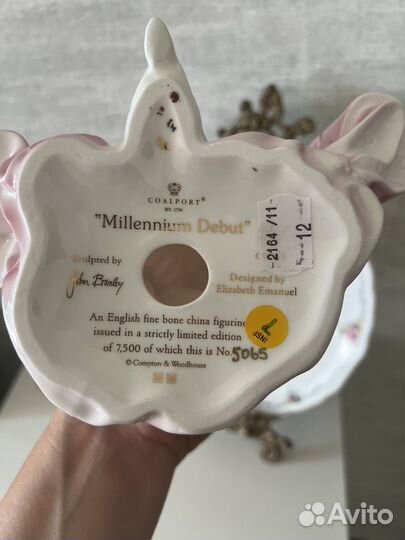 COALPORT®
EST. 1750
"Millennium Debut"
Sculpted by
John Bromley
Designed by
Elizabeth Emanuel
An English fine bone china figurine
issued in a strictly limited edition
of 7,500 of which this is No. 5065
© Compton & Woodhouse
2164 /11-
12
INSP
7
Avito